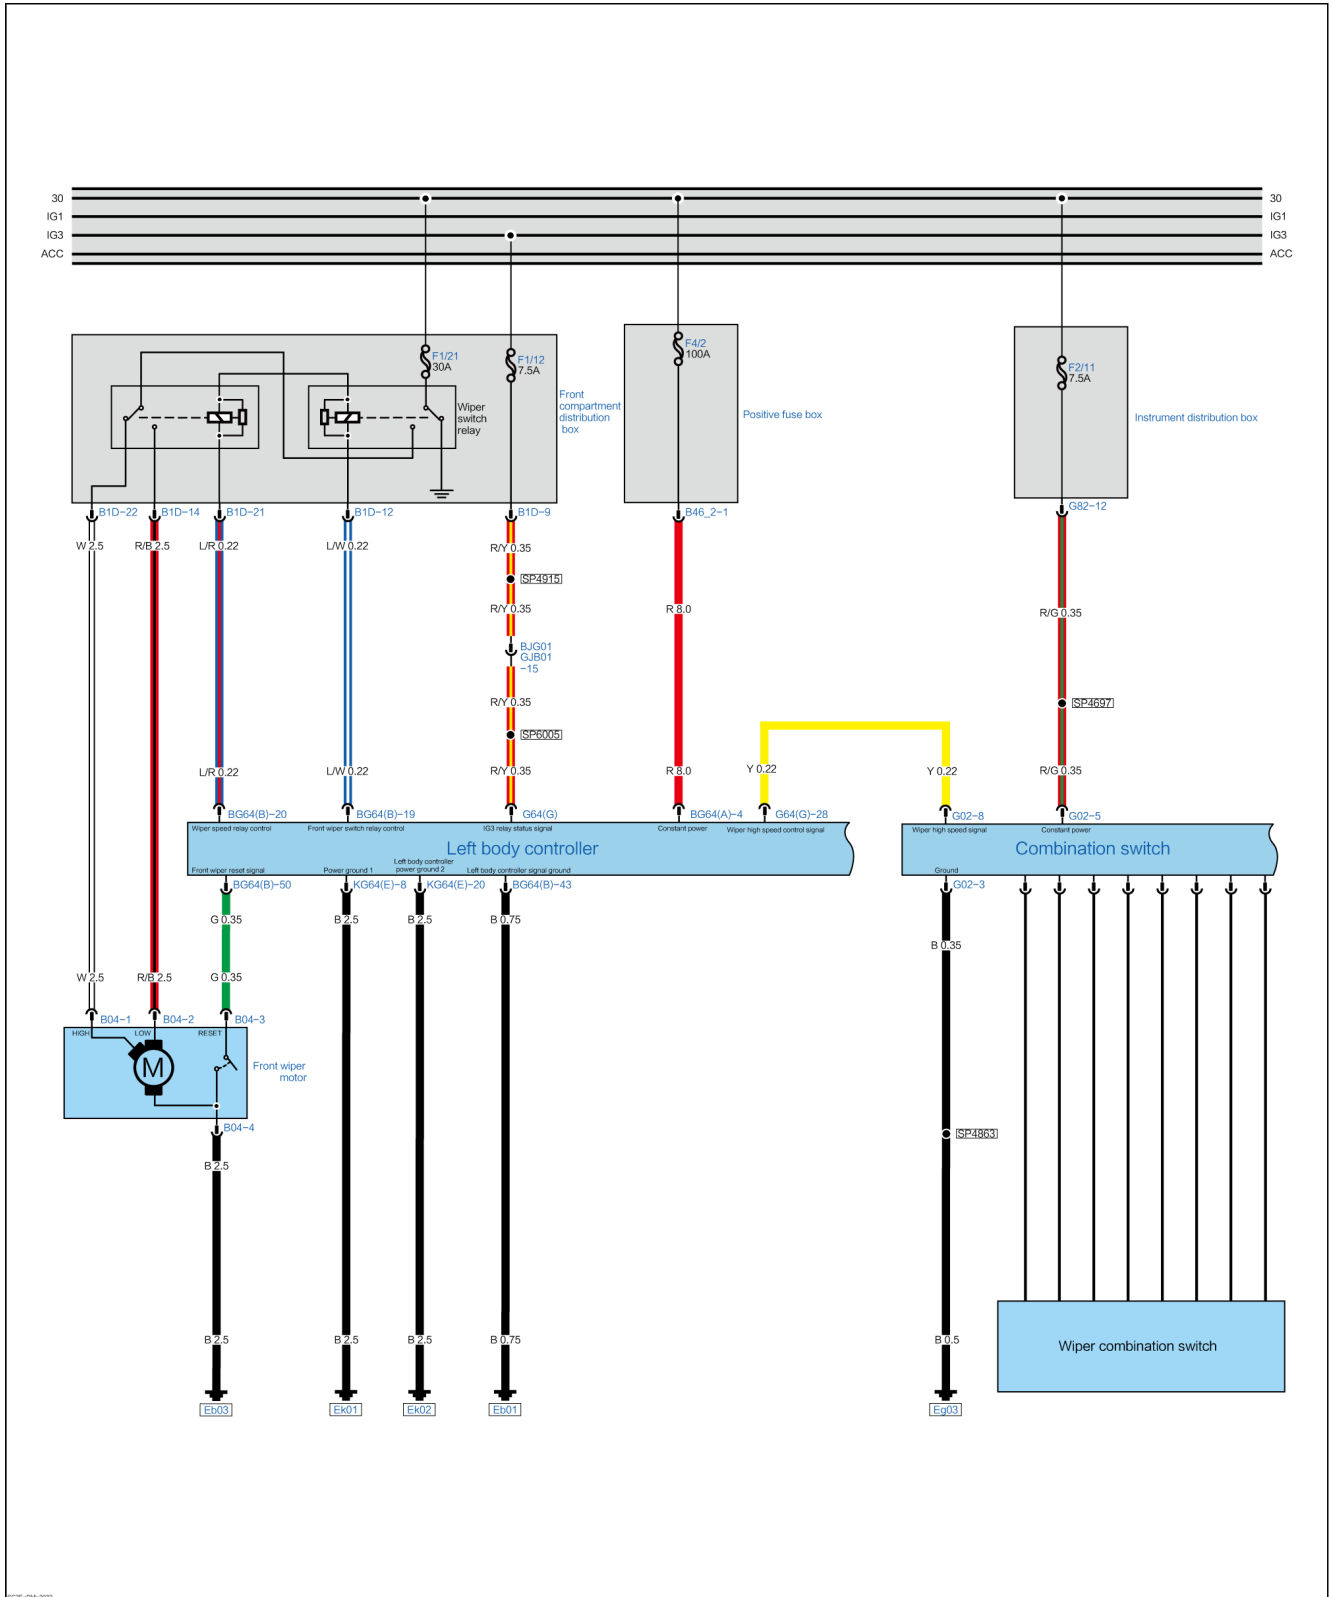 30
30
IG1
IG1
IG3
IG3
ACC
ACC
F1/21
30A
F1/12
7.5A
F4/2
100A
F2/11
7.5A
Wiper
switch
relay
Front
compartment
distribution
box
Positive fuse box
Instrument distribution box
B1D-22
B1D-14
B1D-21
B1D-12
B1D-9
B46_2-1
G82-12
W 2.5
R/B 2.5
L/R 0.22
L/W 0.22
R/Y 0.35
SP4915
R/Y 0.35
R 8.0
R/G 0.35
BJG01
GJB01
-15
R/Y 0.35
SP4697
SP6005
L/R 0.22
L/W 0.22
R/Y 0.35
R 8.0
Y 0.22
Y 0.22
R/G 0.35
BG64(B)-20
BG64(B)-19
G64(G)
BG64(A)-4
G64(G)-28
G02-8
G02-5
Wiper speed relay control
Front wiper switch relay control
IG3 relay status signal
Constant power
Wiper high speed control signal
Wiper high speed signal
Constant power
Left body controller
Combination switch
Front wiper reset signal
Power ground 1
Left body controller
power ground 2
Left body controller signal ground
Ground
BG64(B)-50
KG64(E)-8
KG64(E)-20
BG64(B)-43
G02-3
G 0.35
B 2.5
B 2.5
B 0.75
B 0.35
W 2.5
R/B 2.5
G 0.35
B04-1
B04-2
B04-3
HIGH
LOW
RESET
M
Front wiper
motor
B04-4
SP4863
B 2.5
B 2.5
B 2.5
B 2.5
B 0.75
B 0.5
Wiper combination switch
Eb03
Ek01
Ek02
Eb01
Eg03